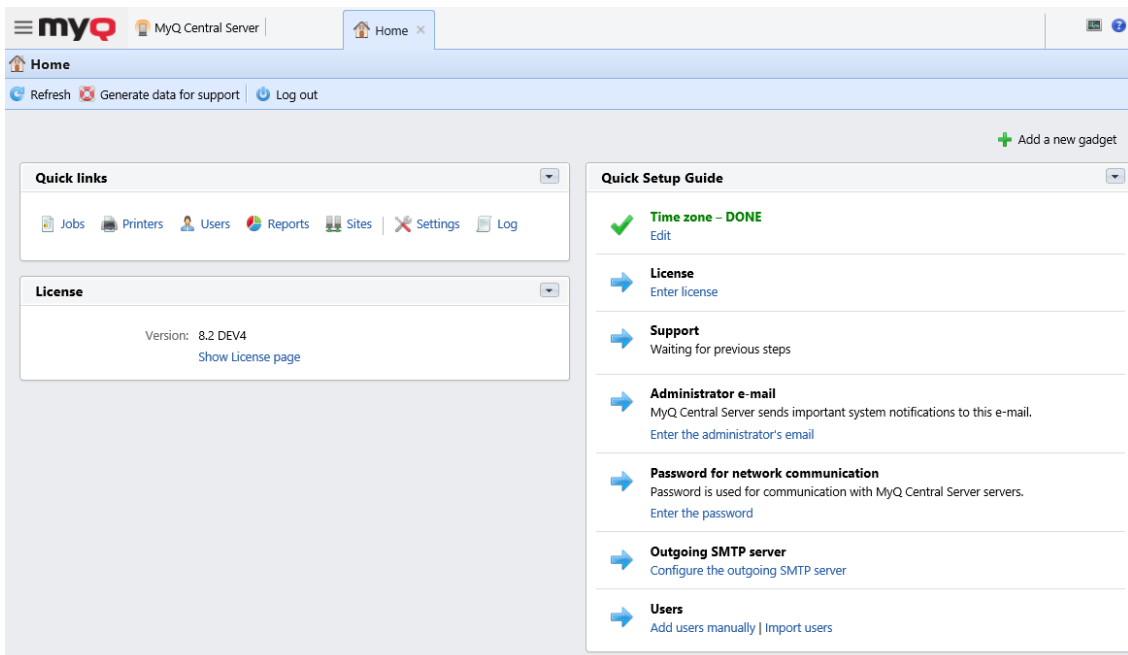 myQ MyQ Central Server Home ×
Home
Refresh Generate data for support Log out
Add a new gadget
Quick links
Jobs Printers Users Reports Sites Settings Log
License
Version: 8.2 DEV4
Show License page
Quick Setup Guide
Time zone – DONE
Edit
License
Enter license
Support
Waiting for previous steps
Administrator e-mail
MyQ Central Server sends important system notifications to this e-mail.
Enter the administrator's email
Password for network communication
Password is used for communication with MyQ Central Server servers.
Enter the password
Outgoing SMTP server
Configure the outgoing SMTP server
Users
Add users manually | Import users